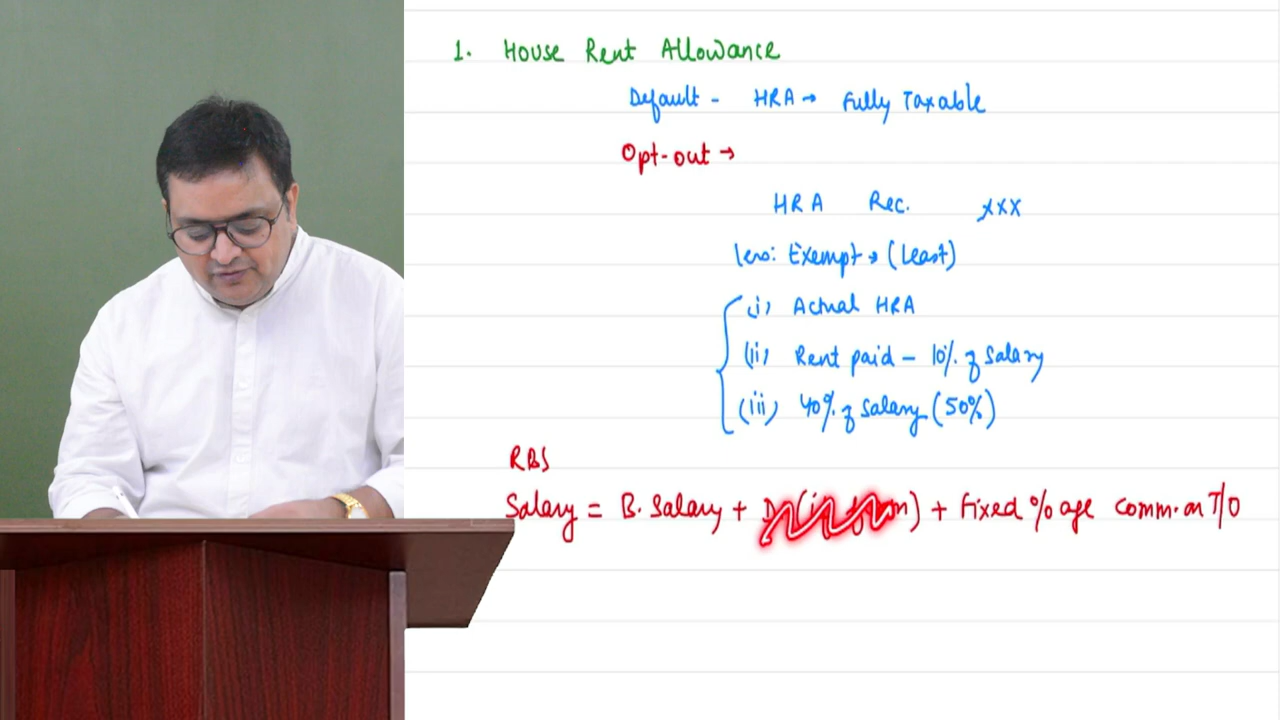 1. House Rent Allowance
Default - HRA → Fully Taxable
Opt-out →
HRA Rec. xxx
Less: Exempt → (Least)
(i) Actual HRA
(ii) Rent paid - 10% of Salary
(iii) 40% of Salary (50%)
RBS
Salary = B. Salary + + Fixed %age comm. on T/O